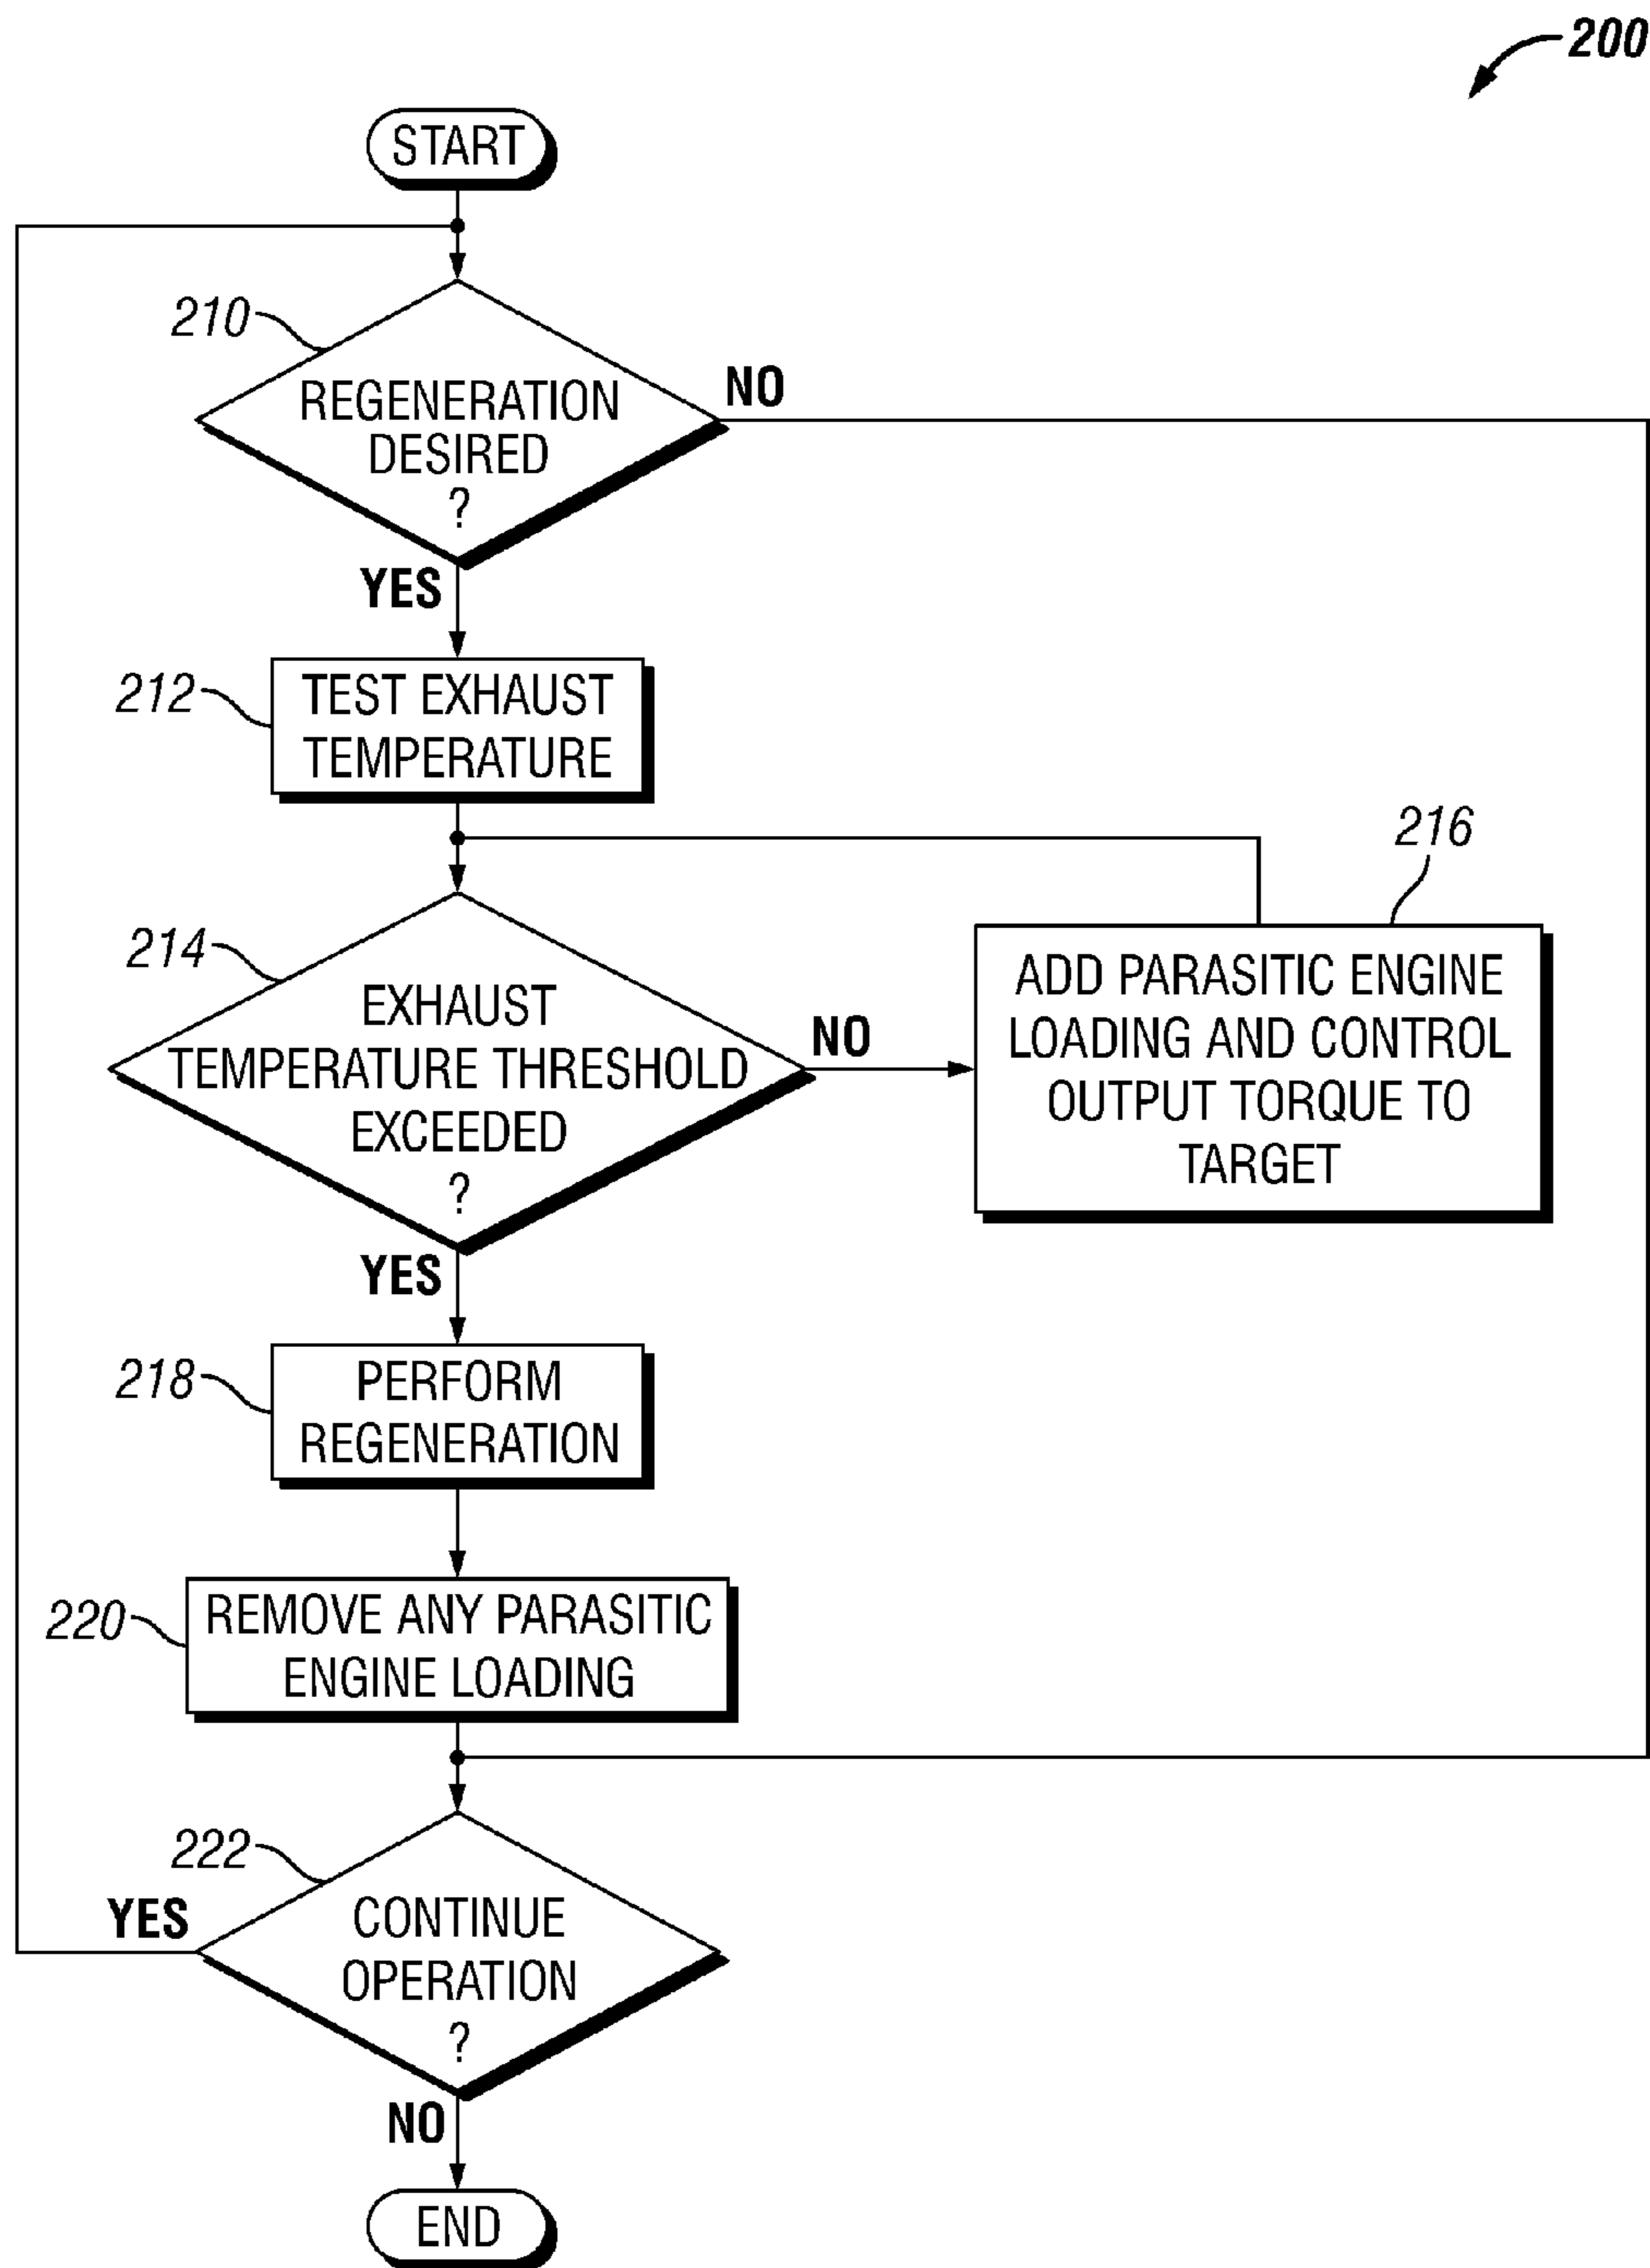 200
START
210
REGENERATION
DESIRED
?
NO
YES
212
TEST EXHAUST
TEMPERATURE
216
214
EXHAUST
TEMPERATURE THRESHOLD
EXCEEDED
?
NO
ADD PARASITIC ENGINE
LOADING AND CONTROL
OUTPUT TORQUE TO
TARGET
YES
218
PERFORM
REGENERATION
220
REMOVE ANY PARASITIC
ENGINE LOADING
222
YES
CONTINUE
OPERATION
?
NO
END